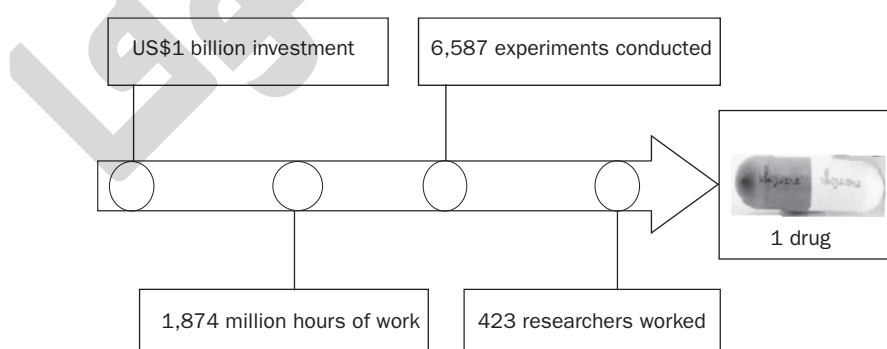 US$1 billion investment
6,587 experiments conducted
1 drug
1,874 million hours of work
423 researchers worked